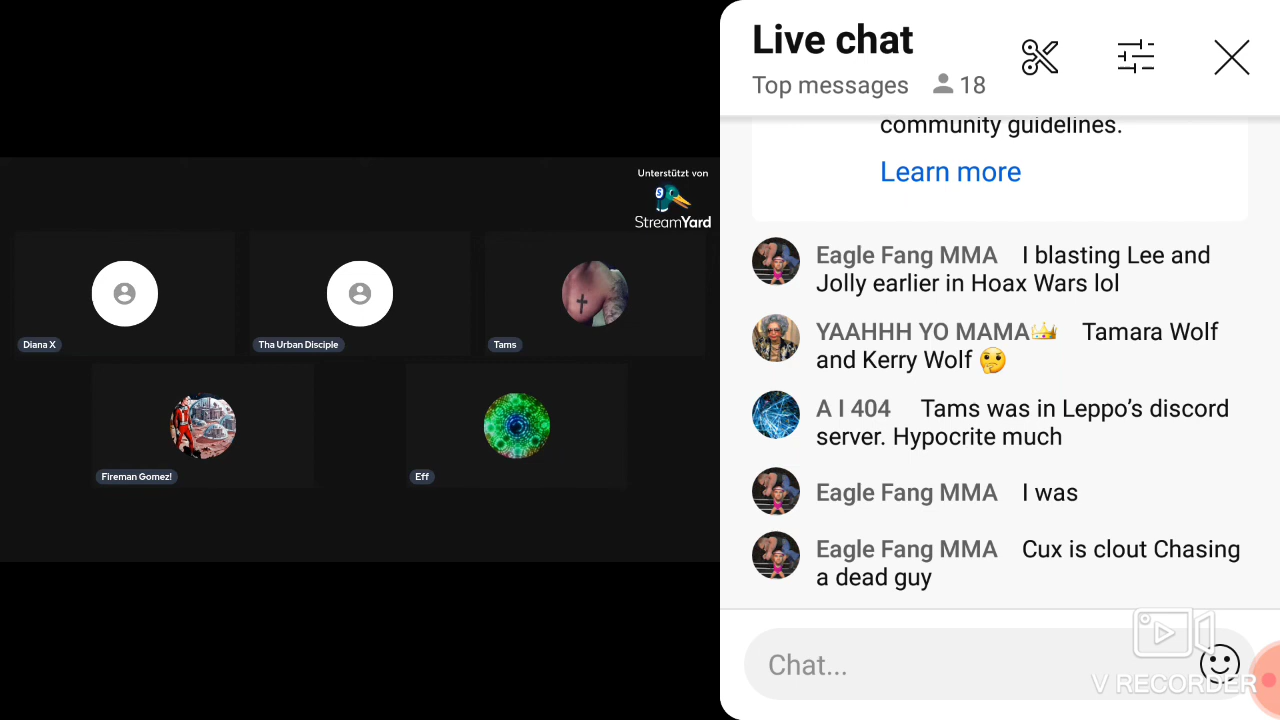 Unterstützt von
StreamYard
Diana X
Tha Urban Disciple
Tams
Fireman Gomez!
Eff
Live chat
Top messages 18
community guidelines.
Learn more
Eagle Fang MMA I blasting Lee and
Jolly earlier in Hoax Wars lol
YAAHHH YO MAMA👑 Tamara Wolf
and Kerry Wolf 🤔
A I 404 Tams was in Leppo’s discord
server. Hypocrite much
Eagle Fang MMA I was
Eagle Fang MMA Cux is clout Chasing
a dead guy
Chat...
V RECORDER